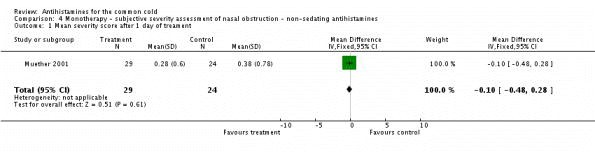 Review: Antihistamines for the common cold
Comparison: 4 Monotherapy - subjective severity assessment of nasal obstruction - non-sedating antihistamines
Outcome: 1 Mean severity score after 1 day of treament
Study or subgroup Treatment Control Mean Difference Weight Mean Difference
N Mean(SD) N Mean(SD) IV,Fixed,95% CI IV,Fixed,95% CI
Muether 2001 29 0.28 (0.6) 24 0.38 (0.78) 100.0 % -0.10 [ -0.48, 0.28 ]
Total (95% CI) 29 24 100.0 % -0.10 [ -0.48, 0.28 ]
Heterogeneity: not applicable
Test for overall effect: Z = 0.51 (P = 0.61)
-10 -5 0 5 10
Favours treatment Favours control